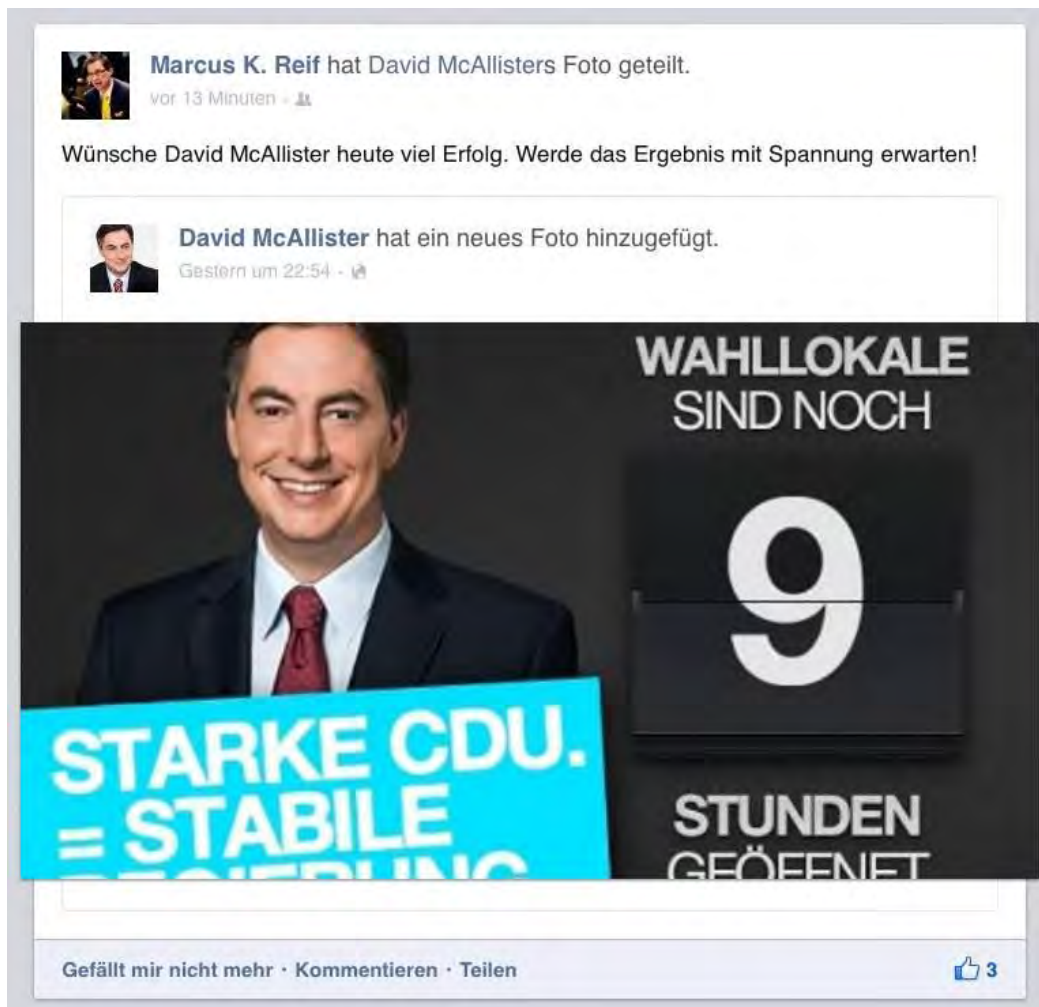 Marcus K. Reif hat David McAllisters Foto geteilt.
vor 13 Minuten ·
Wünsche David McAllister heute viel Erfolg. Werde das Ergebnis mit Spannung erwarten!
David McAllister hat ein neues Foto hinzugefügt.
Gestern um 22:54 ·
WAHLLOKALE
SIND NOCH
9
STUNDEN
GEÖFFNET
STARKE CDU.
= STABILE
REGIERUNG
Gefällt mir nicht mehr · Kommentieren · Teilen
3